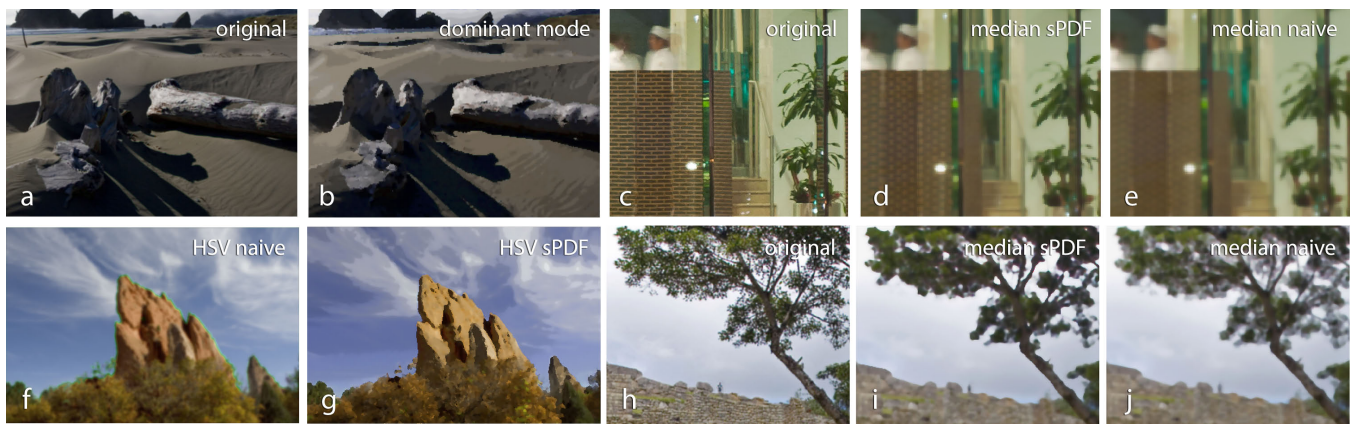 original
a
dominant mode
b
original
c
median sPDF
d
median naive
e
HSV naive
f
HSV sPDF
g
original
h
median sPDF
i
median naive
j